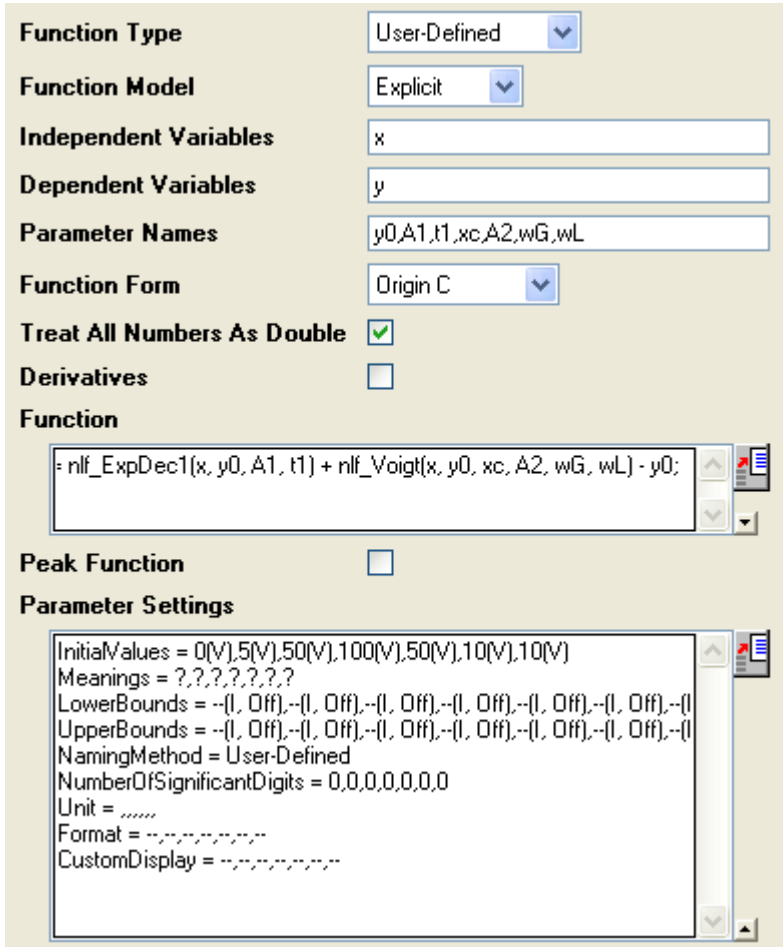 Function Type User-Defined
Function Model Explicit
Independent Variables x
Dependent Variables y
Parameter Names y0,A1,t1,xc,A2,wG,wL
Function Form Origin C
Treat All Numbers As Double
Derivatives
Function
= nlf_ExpDec1(x, y0, A1, t1) + nlf_Voigt(x, y0, xc, A2, wG, wL) - y0;
Peak Function
Parameter Settings
InitialValues = 0(V),5(V),50(V),100(V),50(V),10(V),10(V)
Meanings = ?,?,?,?,?,?,?
LowerBounds = --(I, Off),--(I, Off),--(I, Off),--(I, Off),--(I, Off),--(I, Off),--(I
UpperBounds = --(I, Off),--(I, Off),--(I, Off),--(I, Off),--(I, Off),--(I, Off),--(I
NamingMethod = User-Defined
NumberOfSignificantDigits = 0,0,0,0,0,0,0
Unit = ,,,,,,
Format = --,--,--,--,--,--,--
CustomDisplay = --,--,--,--,--,--,--